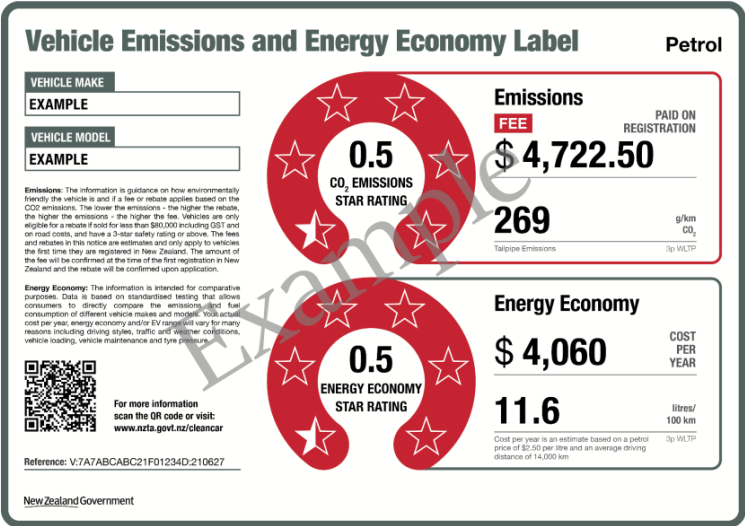 Vehicle Emissions and Energy Economy Label
Petrol
VEHICLE MAKE
EXAMPLE
VEHICLE MODEL
EXAMPLE
Emissions: The information is guidance on how environmentally
friendly the vehicle is and if a fee or rebate applies based on the
CO2 emissions. The lower the emissions - the higher the rebate,
the higher the emissions - the higher the fee. Vehicles are only
eligible for a rebate if sold for less than $80,000 including GST and
on road costs, and have a 3-star safety rating or above. The fees
and rebates in this notice are estimates and only apply to vehicles
the first time they are registered in New Zealand. The amount of
the fee will be confirmed at the time of the first registration in New
Zealand and the rebate will be confirmed upon application.
Energy Economy: The information is intended for comparative
purposes. Data is based on standardised testing that allows
consumers to directly compare the emissions and fuel
consumption of different vehicle makes and models. Your actual
cost per year, energy economy and/or EV range will vary for many
reasons including driving styles, traffic and weather conditions,
vehicle loading, vehicle maintenance and tyre pressure.
For more information
scan the QR code or visit:
www.nzta.govt.nz/cleancar
Reference: V:7A7ABCABC21F01234D:210627
New Zealand Government
0.5
CO₂ EMISSIONS
STAR RATING
Emissions
FEE
PAID ON
REGISTRATION
$ 4,722.50
269
g/km
CO₂
Tailpipe Emissions
3p WLTP
0.5
ENERGY ECONOMY
STAR RATING
Energy Economy
$ 4,060
COST
PER
YEAR
11.6
litres/
100 km
Cost per year is an estimate based on a petrol
price of $2.50 per litre and an average driving
distance of 14,000 km
3p WLTP
Example